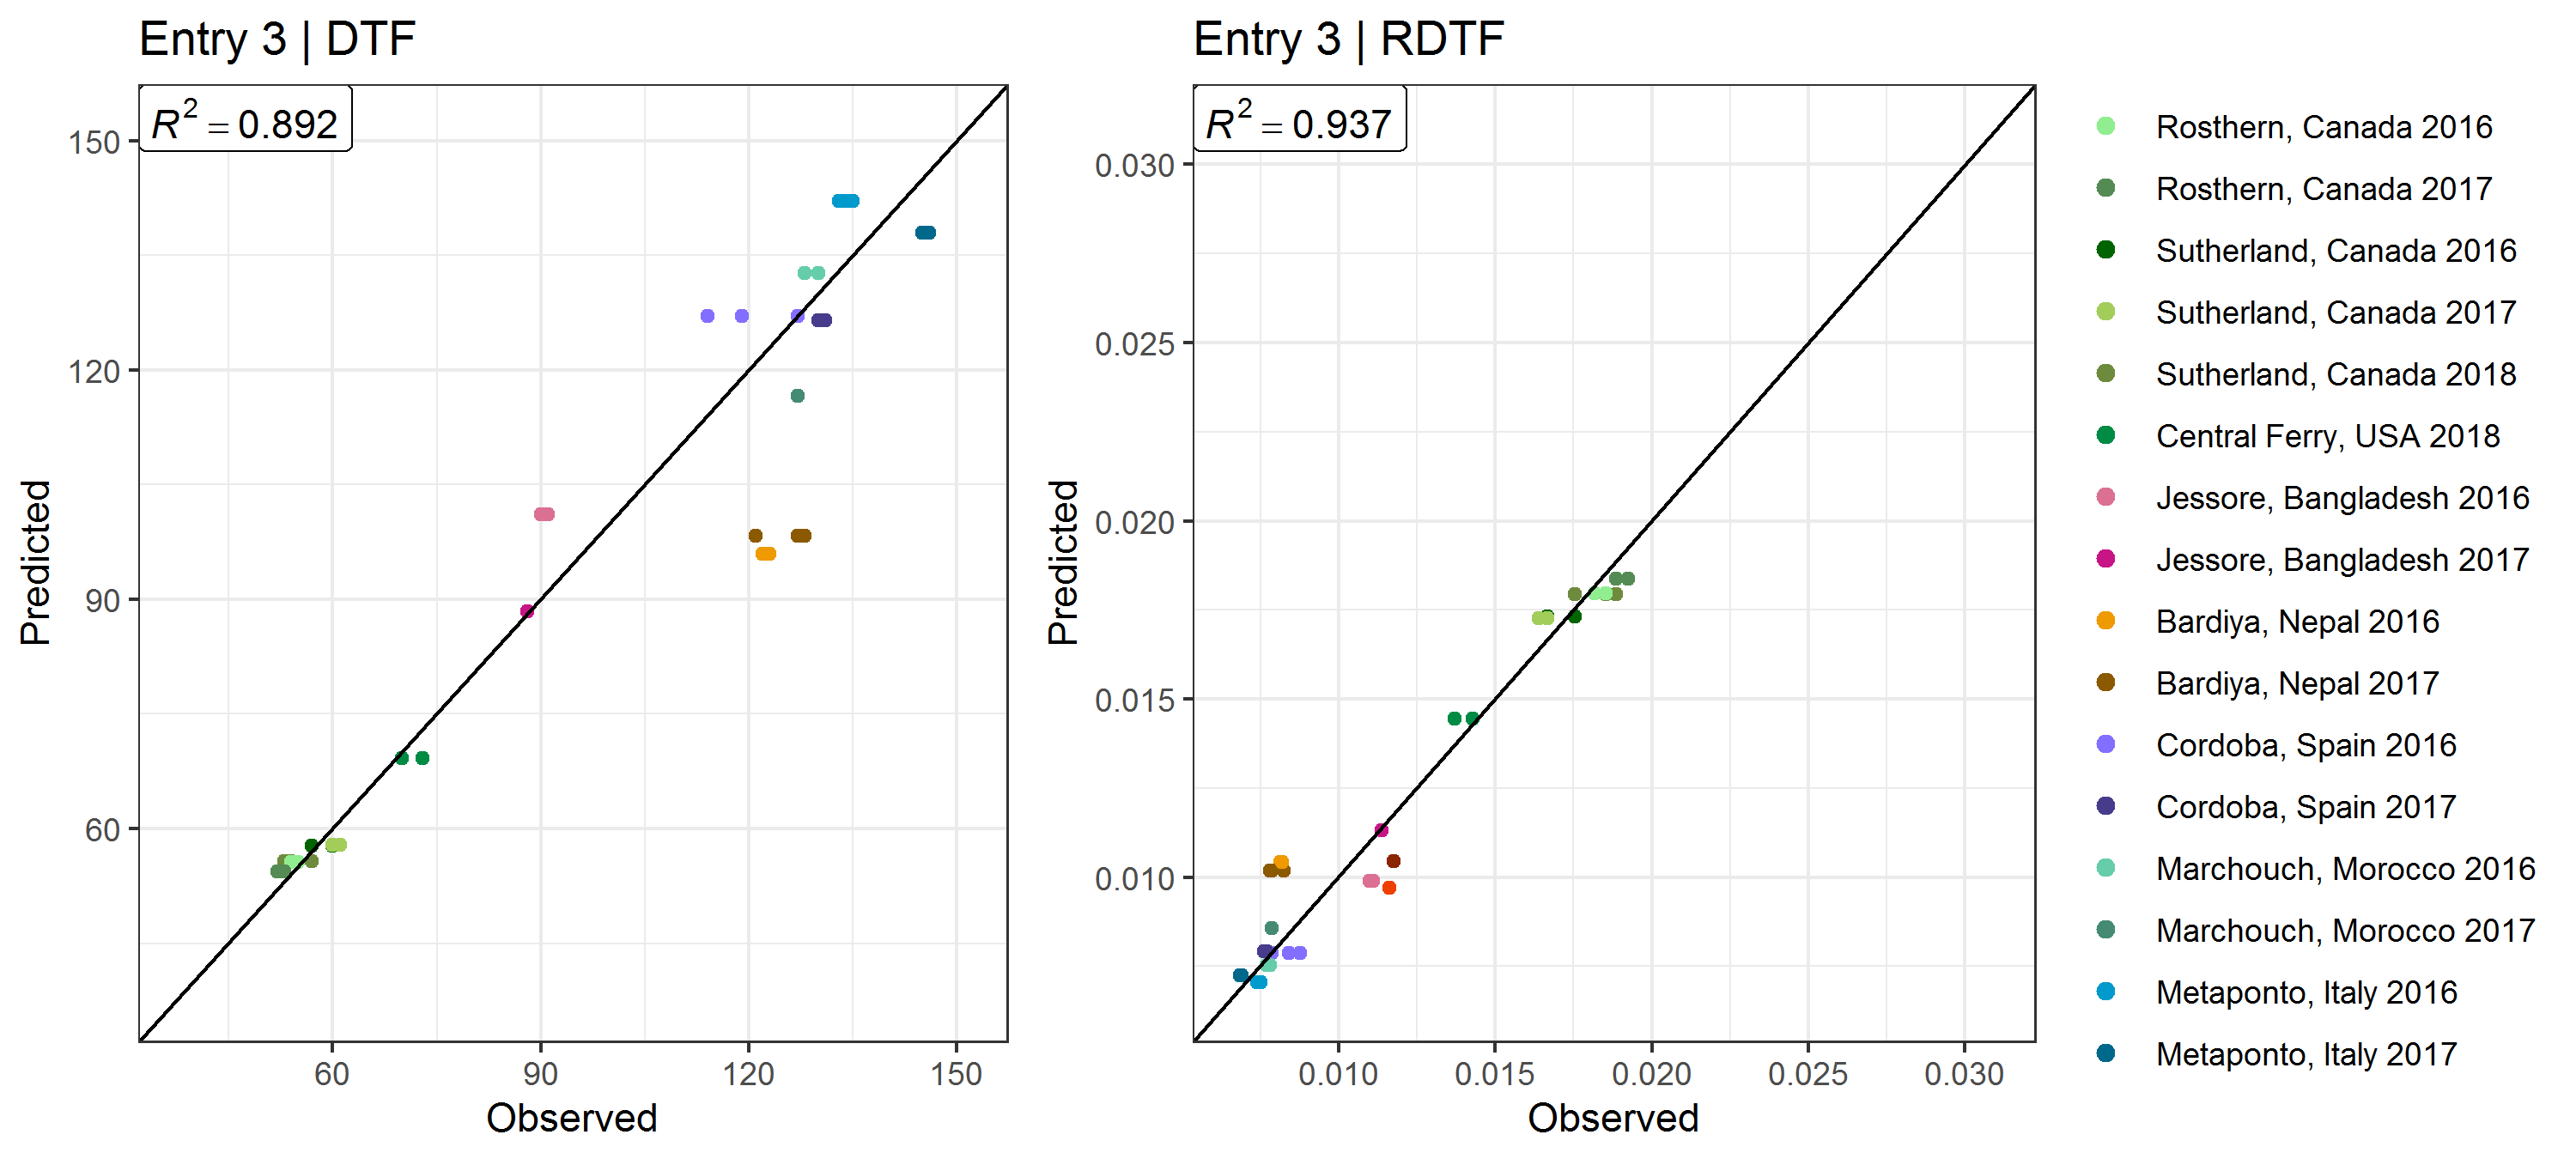 Entry 3 | DTF
R² = 0.892
150
120
90
60
Predicted
60 90 120 150
Observed
Entry 3 | RDTF
R² = 0.937
0.030
0.025
0.020
0.015
0.010
Predicted
0.010 0.015 0.020 0.025 0.030
Observed
Rosthern, Canada 2016
Rosthern, Canada 2017
Sutherland, Canada 2016
Sutherland, Canada 2017
Sutherland, Canada 2018
Central Ferry, USA 2018
Jessore, Bangladesh 2016
Jessore, Bangladesh 2017
Bardiya, Nepal 2016
Bardiya, Nepal 2017
Cordoba, Spain 2016
Cordoba, Spain 2017
Marchouch, Morocco 2016
Marchouch, Morocco 2017
Metaponto, Italy 2016
Metaponto, Italy 2017